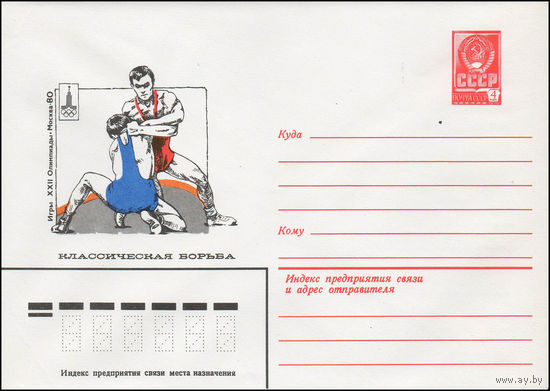 Игры XXII Олимпиады · Москва · 80
КЛАССИЧЕСКАЯ БОРЬБА
СССР
4
Куда
Кому
Индекс предприятия связи
и адрес отправителя
Индекс предприятия связи места назначения
www.ay.by